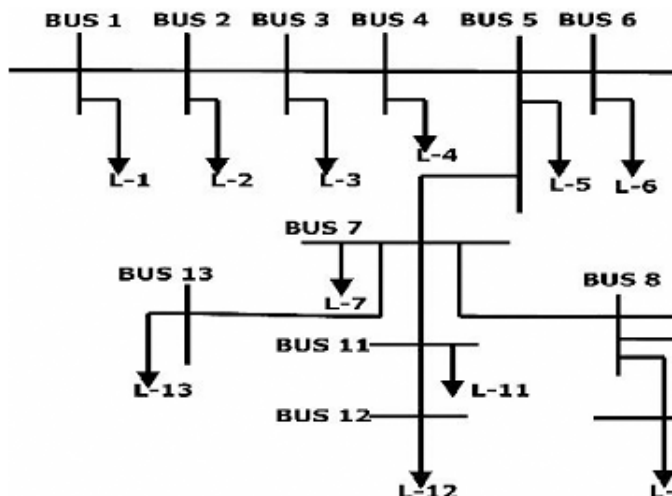 BUS 1 BUS 2 BUS 3 BUS 4 BUS 5 BUS 6
L-4
L-1 L-2 L-3 L-5 L-6
BUS 7
BUS 13 BUS 8
L-7
BUS 11
L-13 L-11
BUS 12
L-12 L-